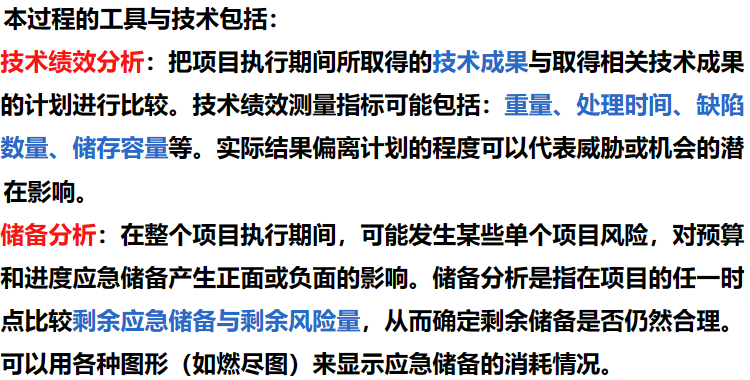 本过程的工具与技术包括：
技术绩效分析：把项目执行期间所取得的技术成果与取得相关技术成果
的计划进行比较。技术绩效测量指标可能包括：重量、处理时间、缺陷
数量、储存容量等。实际结果偏离计划的程度可以代表威胁或机会的潜
在影响。
储备分析：在整个项目执行期间，可能发生某些单个项目风险，对预算
和进度应急储备产生正面或负面的影响。储备分析是指在项目的任一时
点比较剩余应急储备与剩余风险量，从而确定剩余储备是否仍然合理。
可以用各种图形（如燃尽图）来显示应急储备的消耗情况。